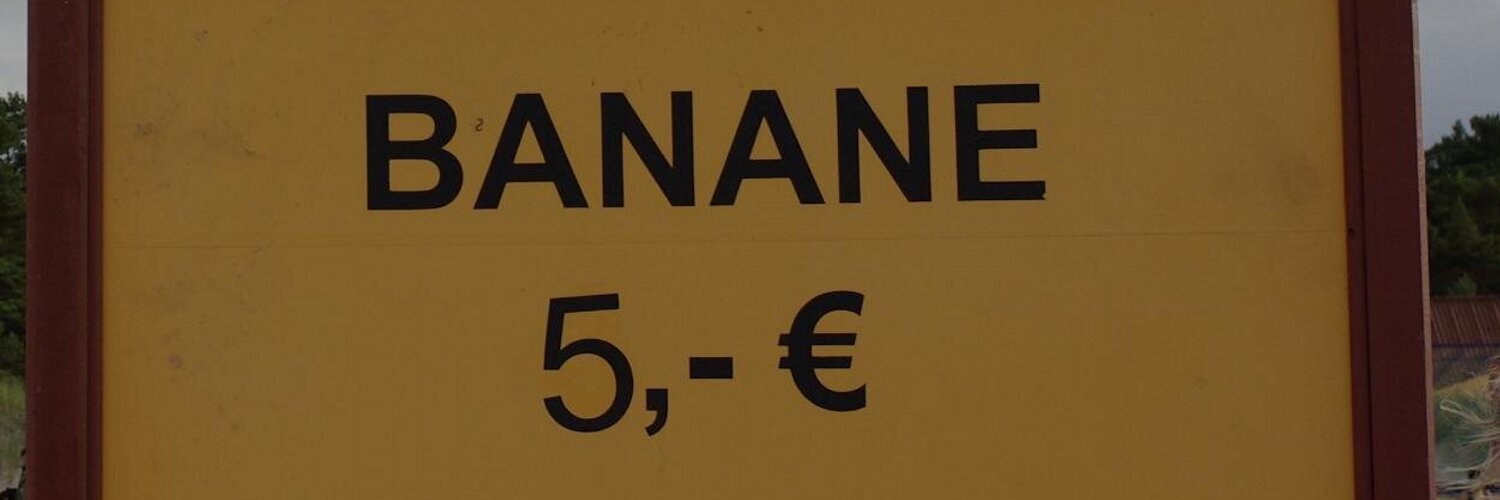 BANANE
5,- €